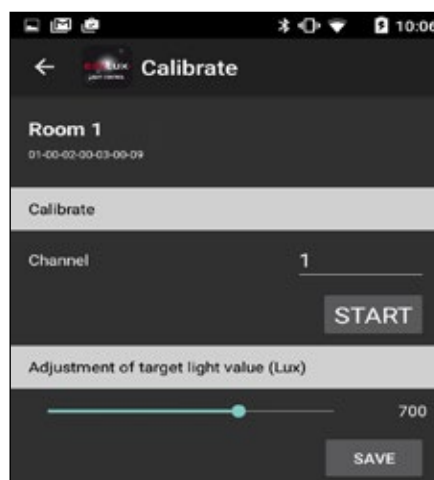 10:06
Calibrate
Room 1
01-00-02-00-03-00-09
Calibrate
Channel 1
START
Adjustment of target light value (Lux)
700
SAVE